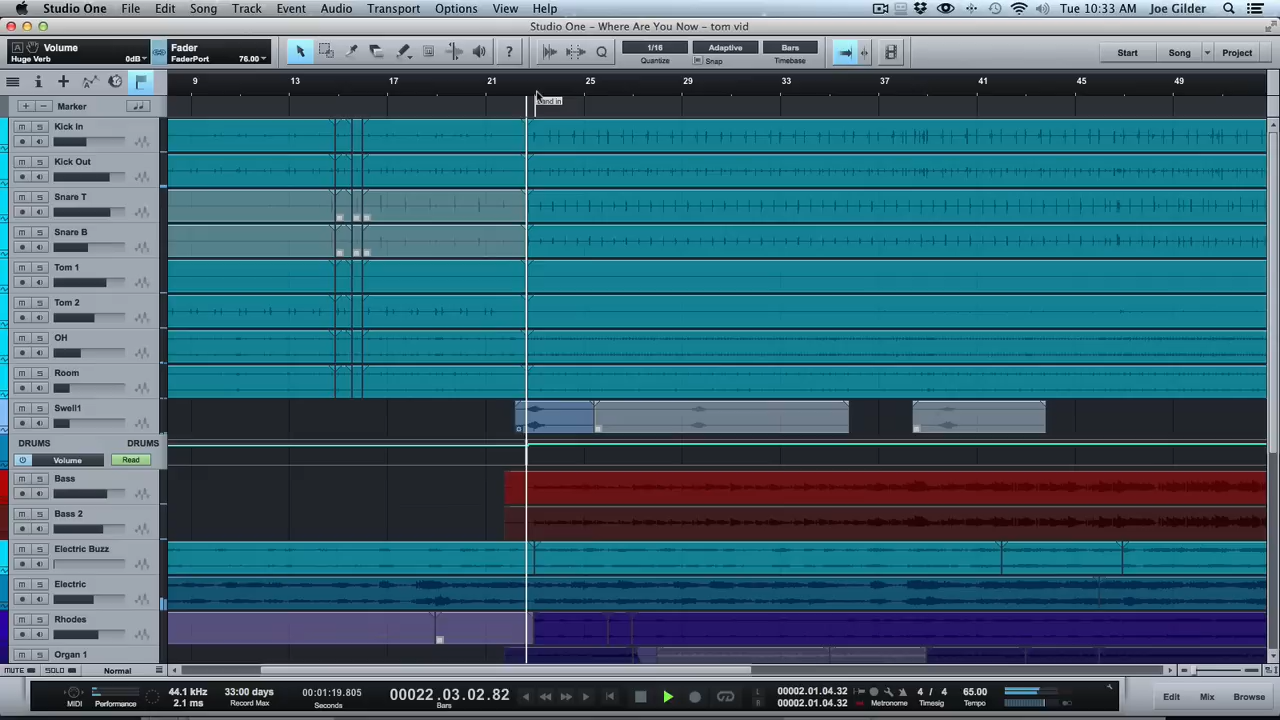 Studio One File Edit Song Track Event Audio Transport Options View Help Tue 10:33 AM Joe Gilder
Studio One – Where Are You Now – tom vid
Volume
Huge Verb 0dB
Fader
FaderPort 76.00
1/16
Quantize
Adaptive
Snap
Bars
Timebase
Start Song Project
9 13 17 21 25 29 33 37 41 45 49
Marker
Kick In
Kick Out
Snare T
Snare B
Tom 1
Tom 2
OH
Room
Swell1
DRUMS DRUMS
Volume Read
Bass
Bass 2
Electric Buzz
Electric
Rhodes
Organ 1
MUTE SOLO Normal
MIDI
Performance
44.1 kHz
2.1 ms
33:00 days
Record Max
0:01:19.805
Seconds
00022.03.02.82
Bars
L 00002.01.04.32
R 00002.01.04.32
Metronome
4 / 4
Timesig
65.00
Tempo
Edit Mix Browse